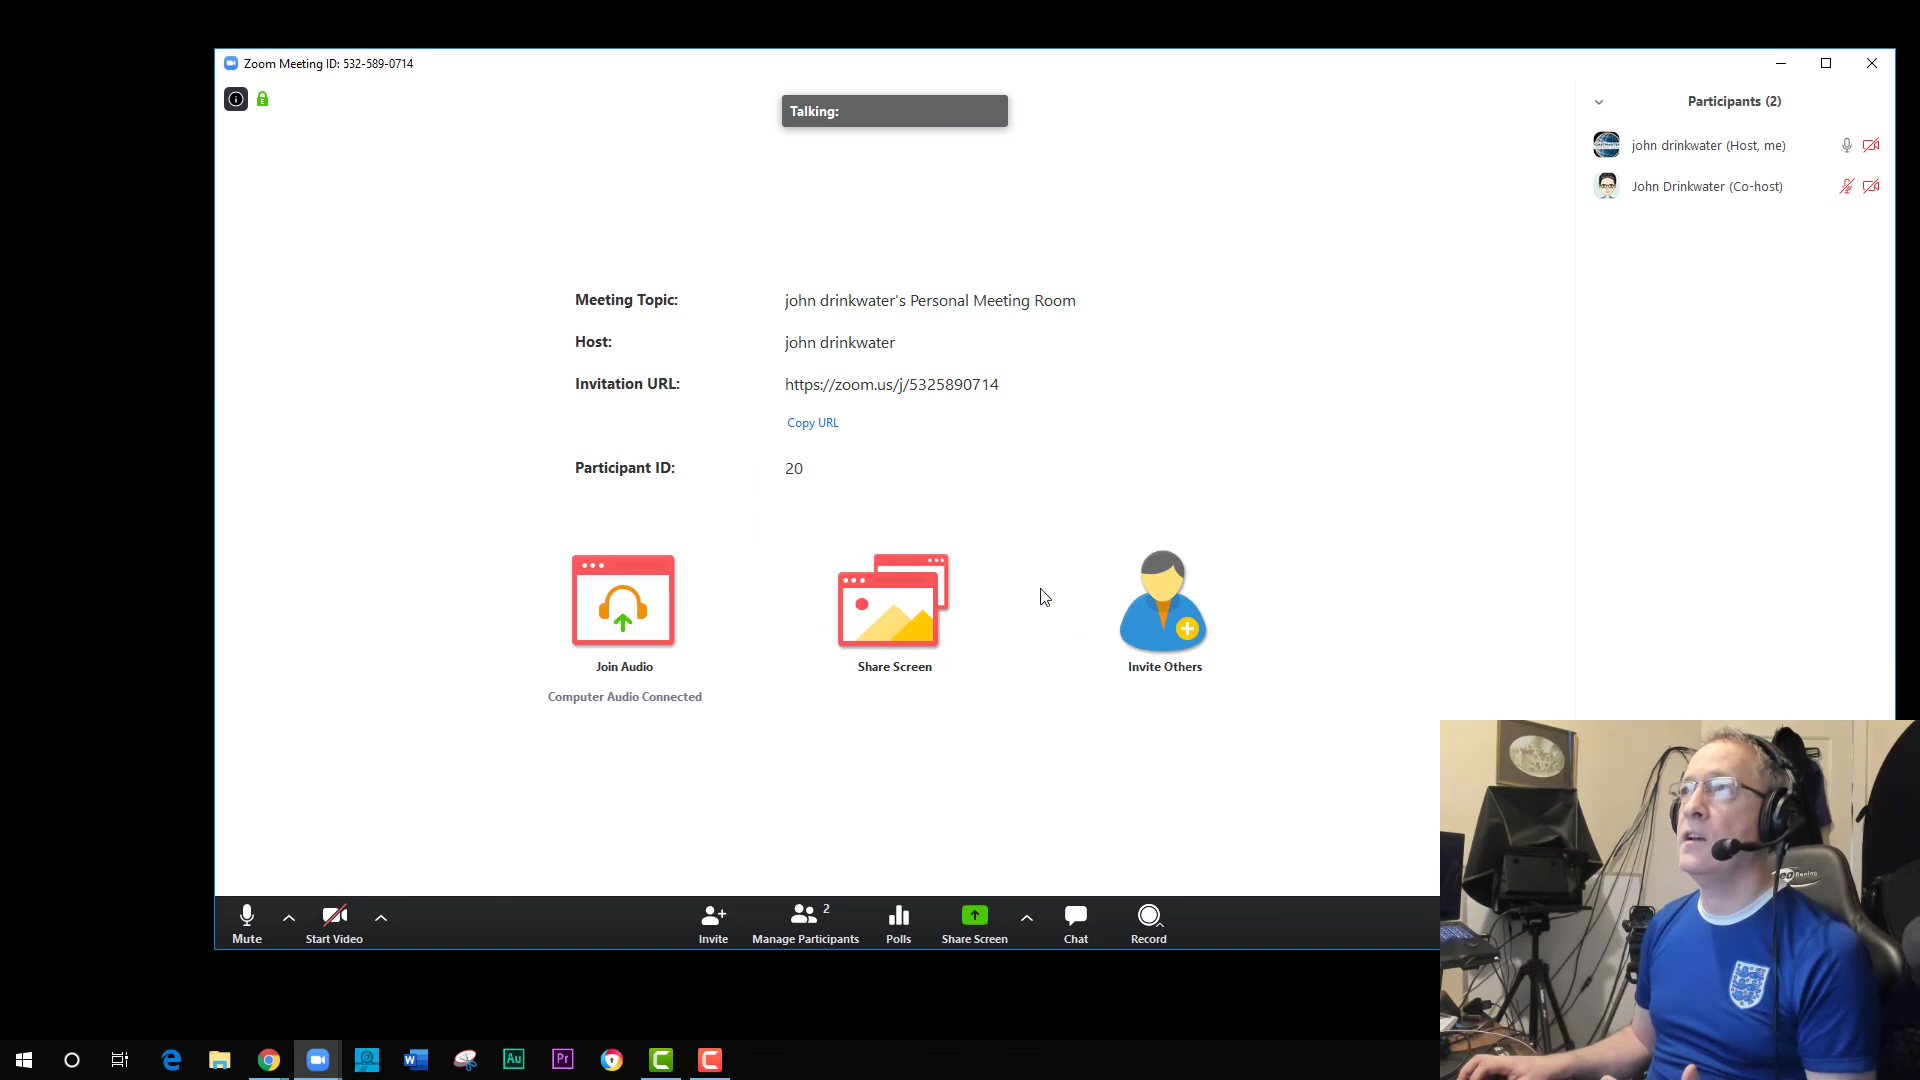 Zoom Meeting ID: 532-589-0714
Talking:
Participants (2)
john drinkwater (Host, me)
John Drinkwater (Co-host)
Meeting Topic: john drinkwater's Personal Meeting Room
Host: john drinkwater
Invitation URL: https://zoom.us/j/5325890714
Copy URL
Participant ID: 20
Join Audio
Share Screen
Invite Others
Computer Audio Connected
2
Mute
Start Video
Invite
Manage Participants
Polls
Share Screen
Chat
Record
W
Au
Pr